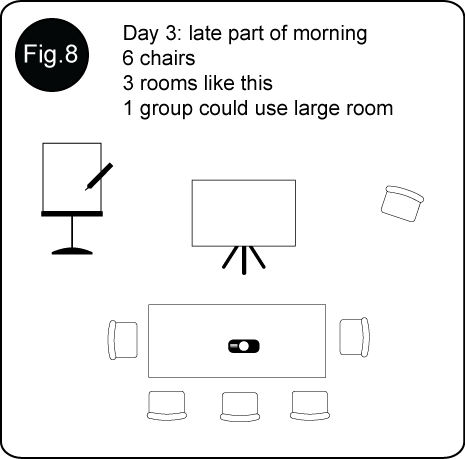 Fig.8
Day 3: late part of morning
6 chairs
3 rooms like this
1 group could use large room